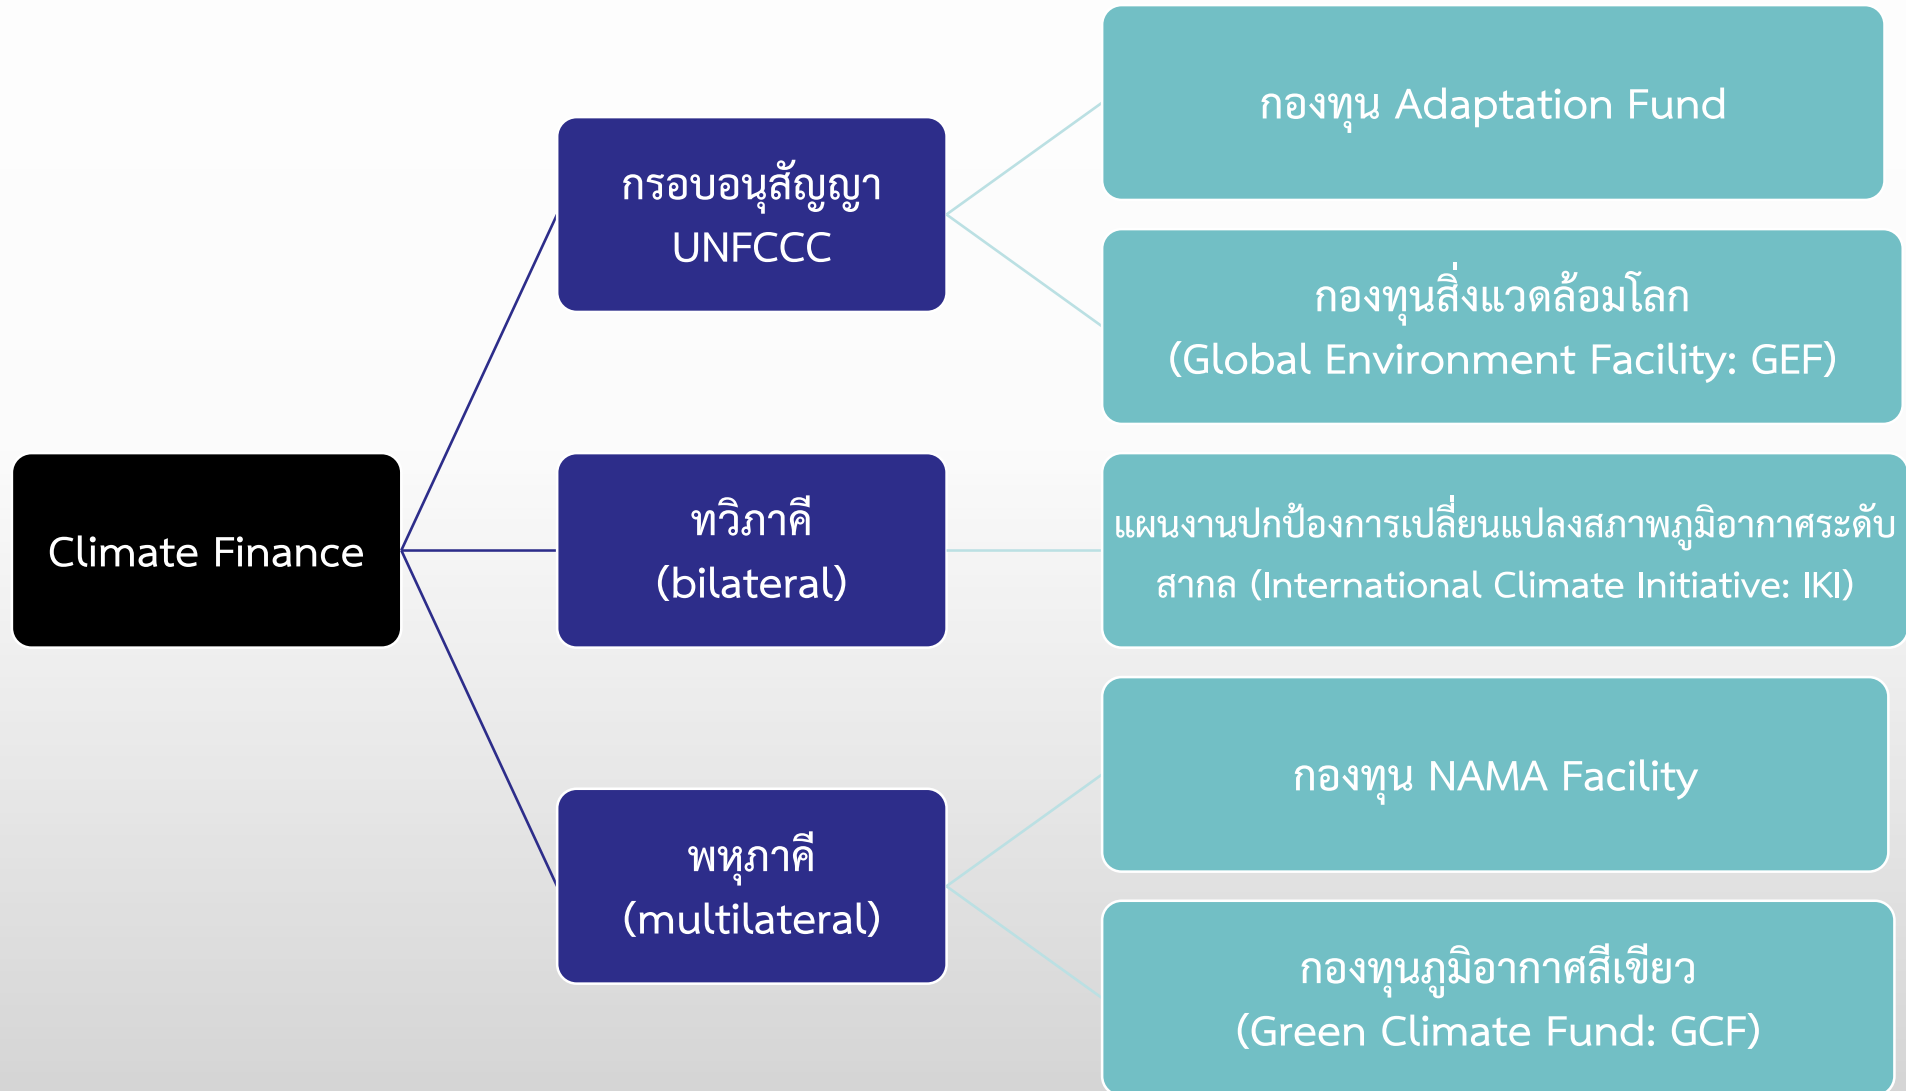 Climate Finance
กรอบอนุสัญญา
UNFCCC
กองทุน Adaptation Fund
กองทุนสิ่งแวดล้อมโลก
(Global Environment Facility: GEF)
ทวิภาคี
(bilateral)
แผนงานปกป้องการเปลี่ยนแปลงสภาพภูมิอากาศระดับ
สากล (International Climate Initiative: IKI)
พหุภาคี
(multilateral)
กองทุน NAMA Facility
กองทุนภูมิอากาศสีเขียว
(Green Climate Fund: GCF)